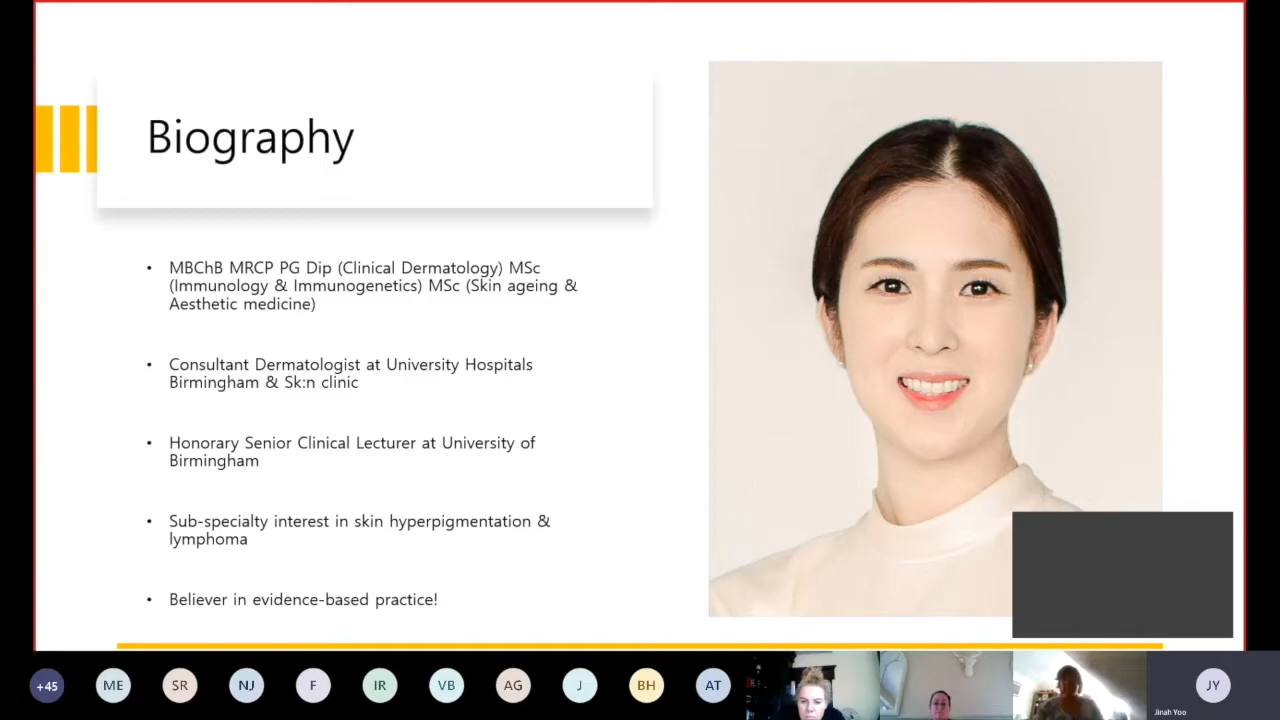 Biography
• MBChB MRCP PG Dip (Clinical Dermatology) MSc
(Immunology & Immunogenetics) MSc (Skin ageing &
Aesthetic medicine)
• Consultant Dermatologist at University Hospitals
Birmingham & Sk:n clinic
• Honorary Senior Clinical Lecturer at University of
Birmingham
• Sub-specialty interest in skin hyperpigmentation &
lymphoma
• Believer in evidence-based practice!
+45 ME SR NJ F IR VB AG J BH AT JY
Jinah Yoo